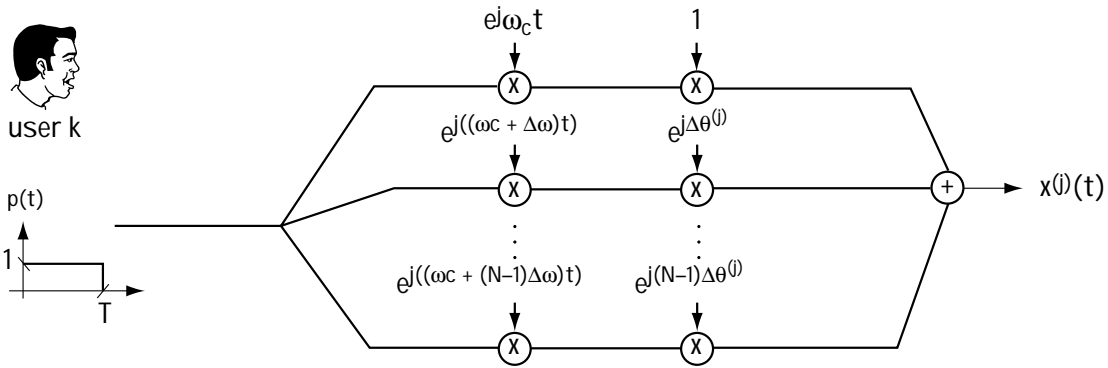 e^jω_c t
1
X
X
user k
e^j((ωc + Δω)t)
e^jΔθ^(j)
p(t)
X
X
+
x^(j)(t)
1
e^j((ωc + (N–1)Δω)t)
e^j(N–1)Δθ^(j)
T
X
X